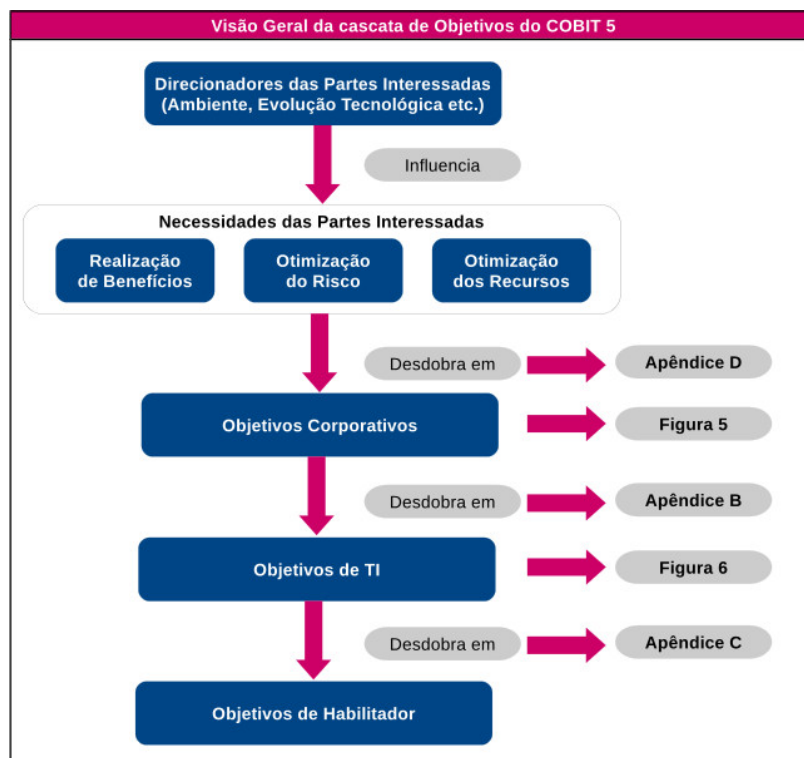 Visão Geral da cascata de Objetivos do COBIT 5
Direcionadores das Partes Interessadas
(Ambiente, Evolução Tecnológica etc.)
Influencia
Necessidades das Partes Interessadas
Realização
de Benefícios
Otimização
do Risco
Otimização
dos Recursos
Desdobra em
Apêndice D
Objetivos Corporativos
Figura 5
Desdobra em
Apêndice B
Objetivos de TI
Figura 6
Desdobra em
Apêndice C
Objetivos de Habilitador